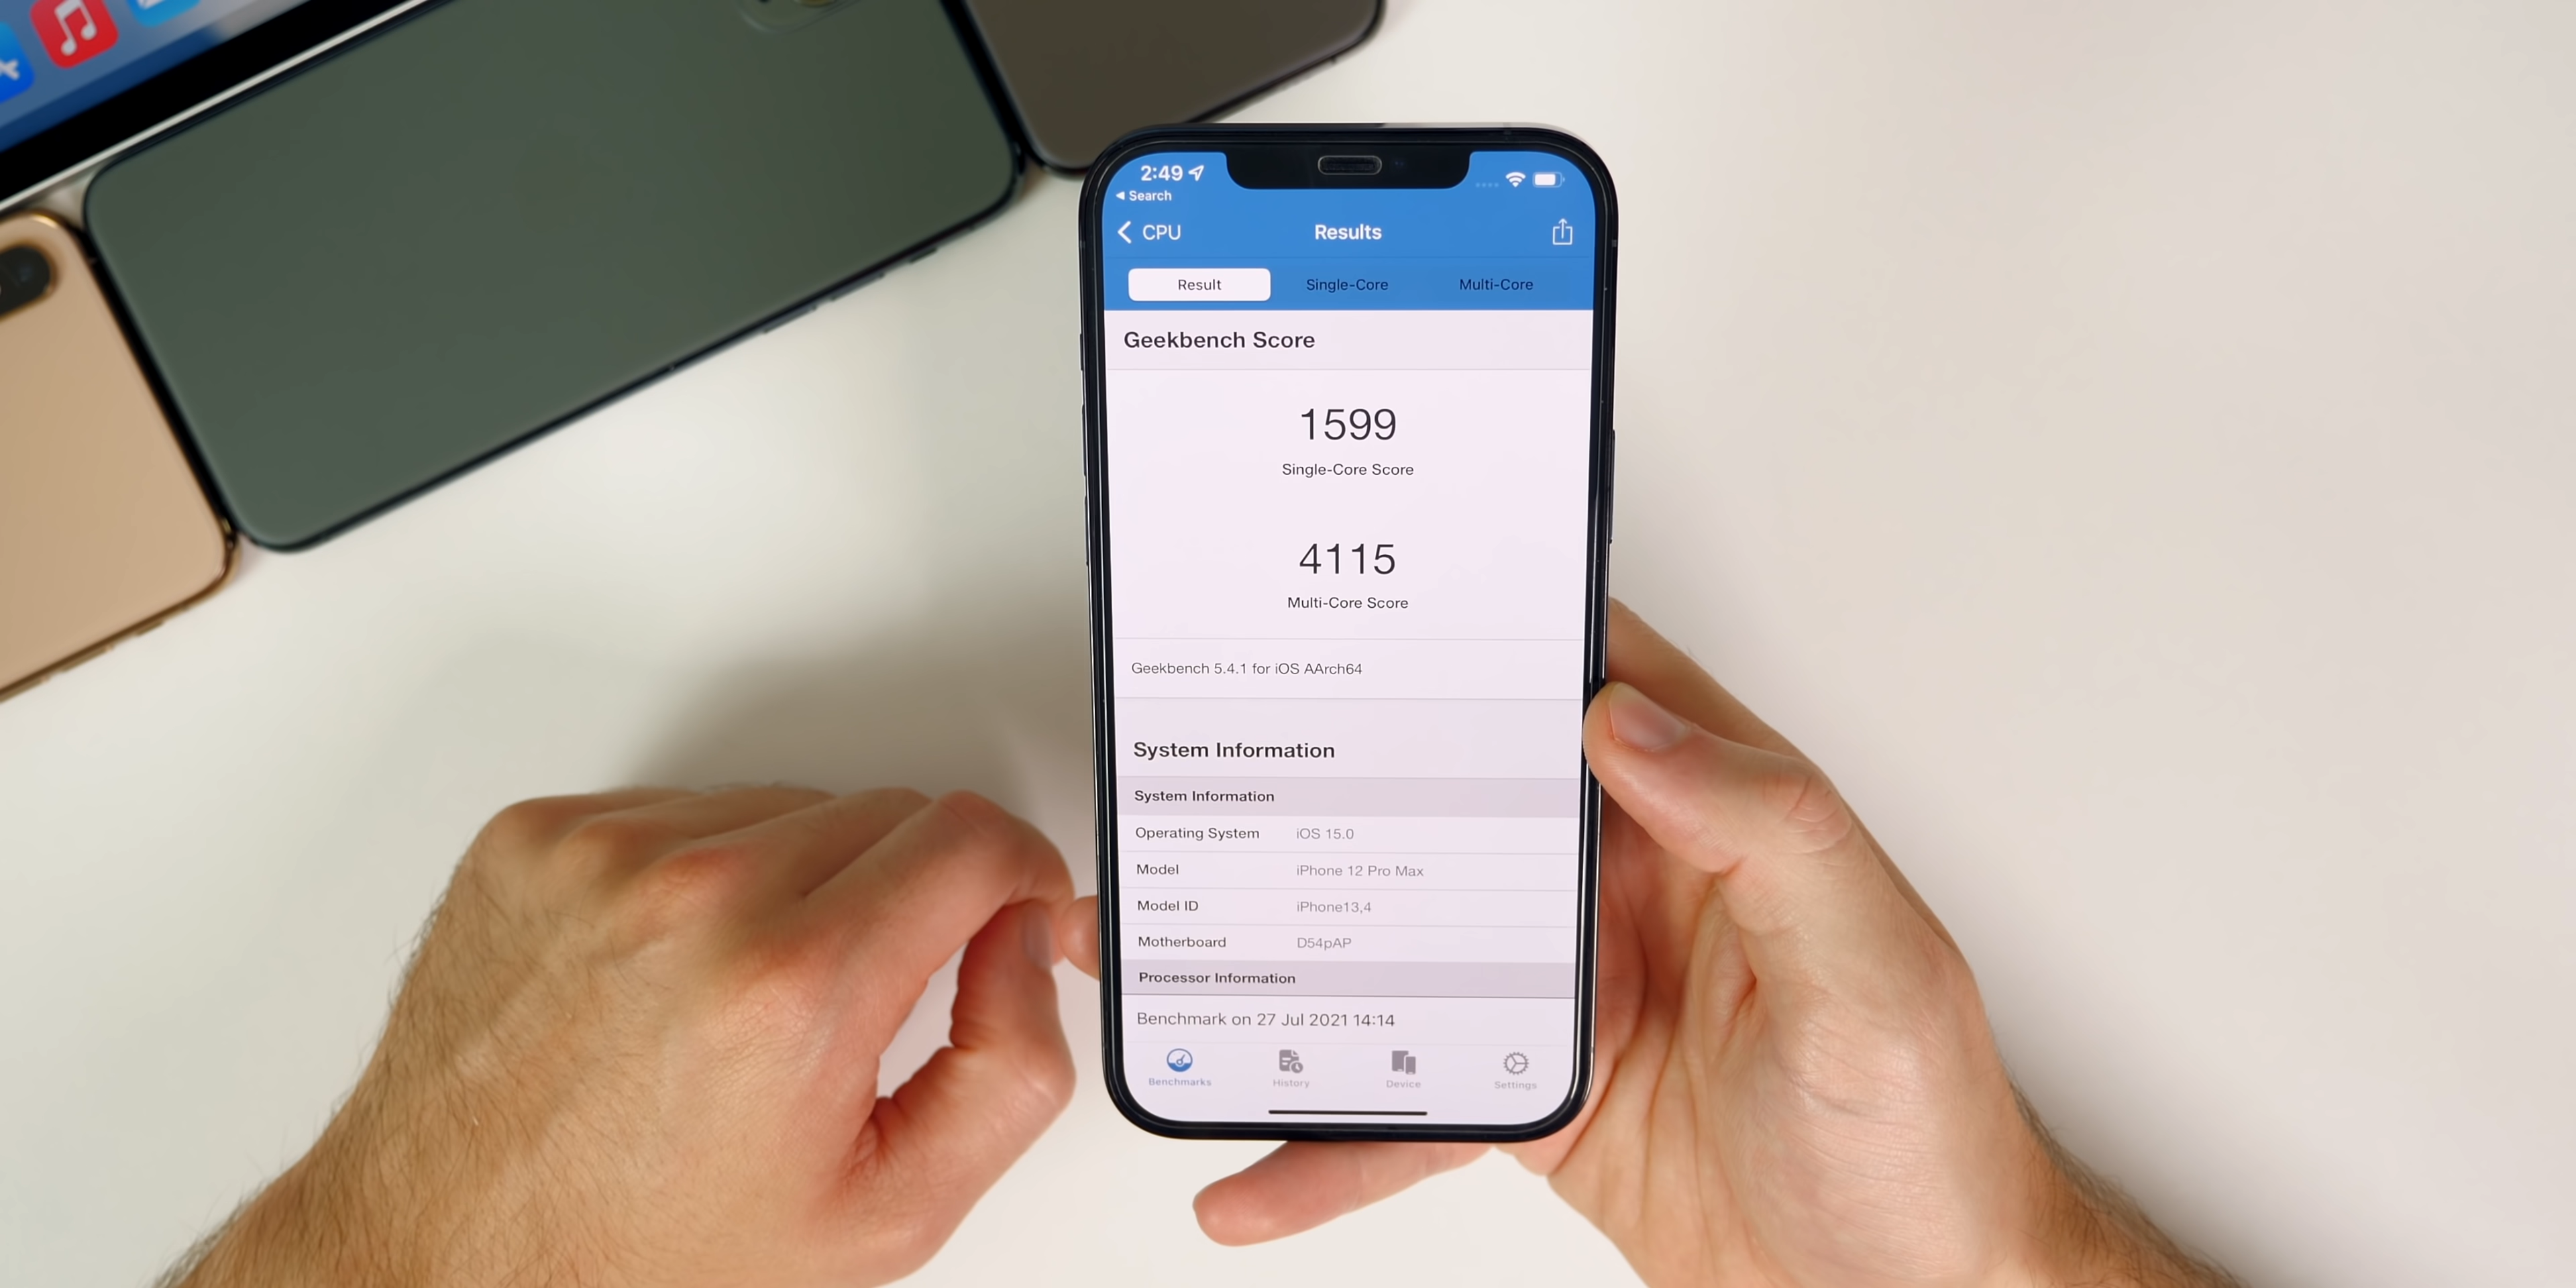 2:49
Search
CPU
Results
Result
Single-Core
Multi-Core
Geekbench Score
1599
Single-Core Score
4115
Multi-Core Score
Geekbench 5.4.1 for iOS AArch64
System Information
System Information
Operating System iOS 15.0
Model iPhone 12 Pro Max
Model ID iPhone13,4
Motherboard D54pAP
Processor Information
Benchmark on 27 Jul 2021 14:14
Benchmarks
History
Device
Settings